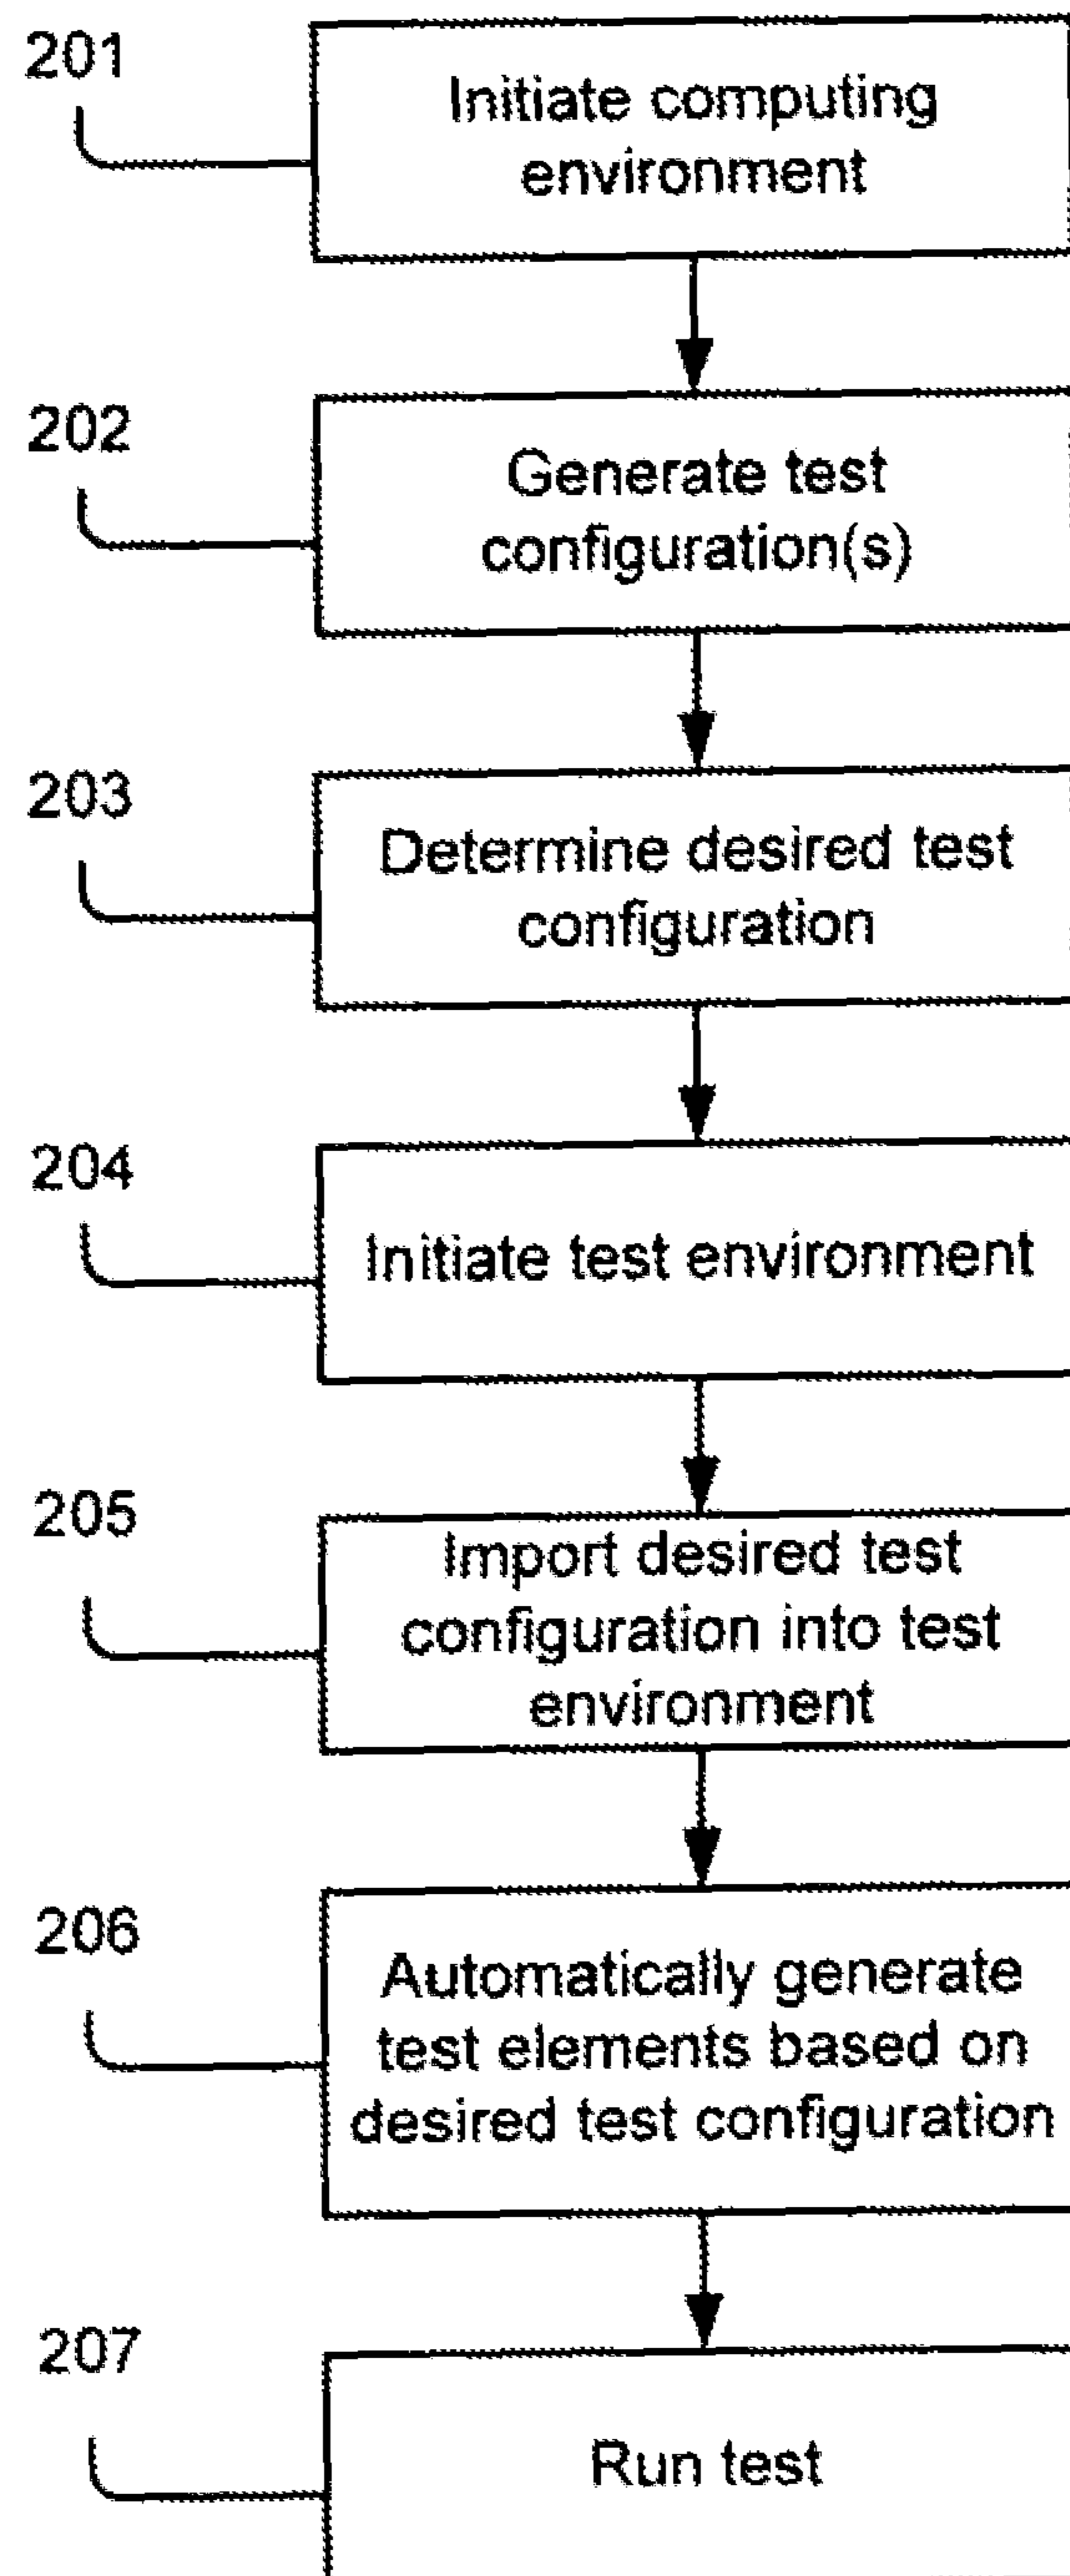 201
Initiate computing
environment
202
Generate test
configuration(s)
203
Determine desired test
configuration
204
Initiate test environment
205
Import desired test
configuration into test
environment
206
Automatically generate
test elements based on
desired test configuration
207
Run test